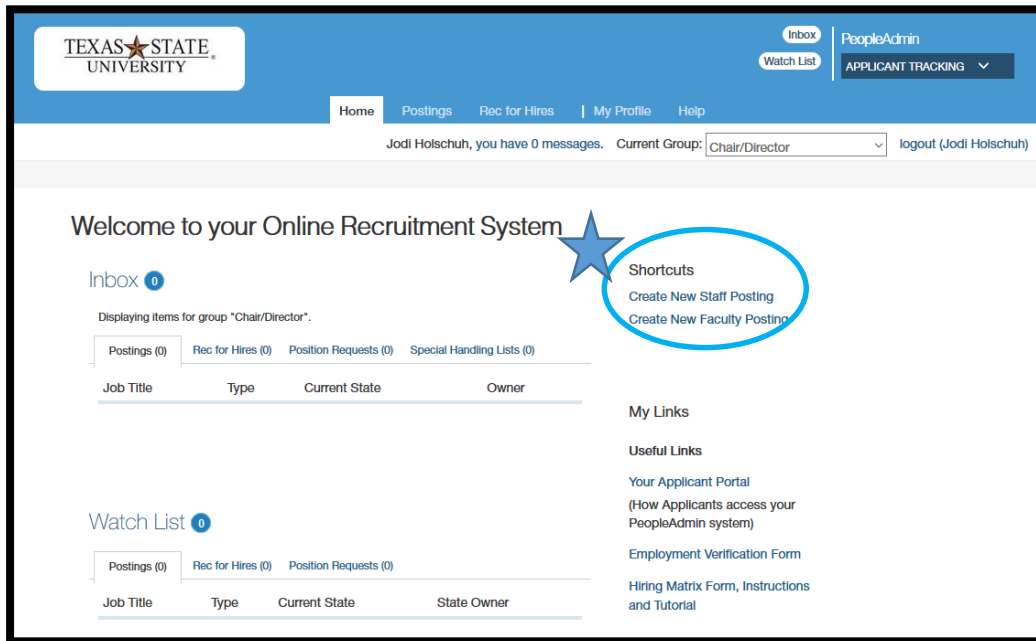 TEXAS STATE
UNIVERSITY
®
Inbox
Watch List
PeopleAdmin
APPLICANT TRACKING
Home Postings Rec for Hires | My Profile Help
Jodi Holschuh, you have 0 messages. Current Group: Chair/Director logout (Jodi Holschuh)
Welcome to your Online Recruitment System
Inbox 0
Displaying items for group "Chair/Director".
Postings (0) Rec for Hires (0) Position Requests (0) Special Handling Lists (0)
Job Title Type Current State Owner
Watch List 0
Postings (0) Rec for Hires (0) Position Requests (0)
Job Title Type Current State State Owner
Shortcuts
Create New Staff Posting
Create New Faculty Posting
My Links
Useful Links
Your Applicant Portal
(How Applicants access your
PeopleAdmin system)
Employment Verification Form
Hiring Matrix Form, Instructions
and Tutorial